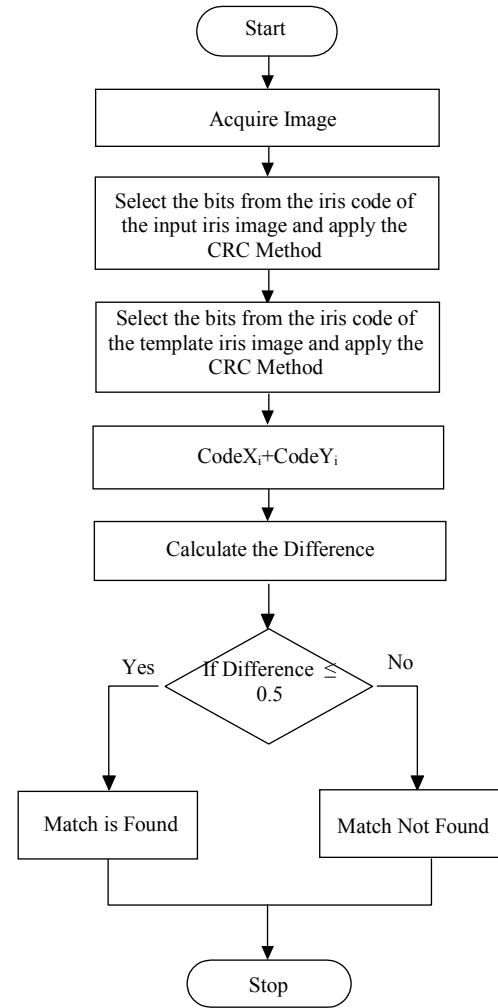 Start
Acquire Image
Select the bits from the iris code of
the input iris image and apply the
CRC Method
Select the bits from the iris code of
the template iris image and apply the
CRC Method
CodeXᵢ+CodeYᵢ
Calculate the Difference
If Difference ≤
0.5
Yes
No
Match is Found
Match Not Found
Stop